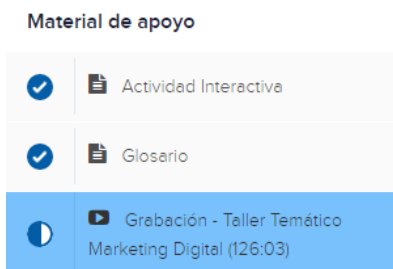 Material de apoyo
Actividad Interactiva
Glosario
Grabación - Taller Temático
Marketing Digital (126:03)